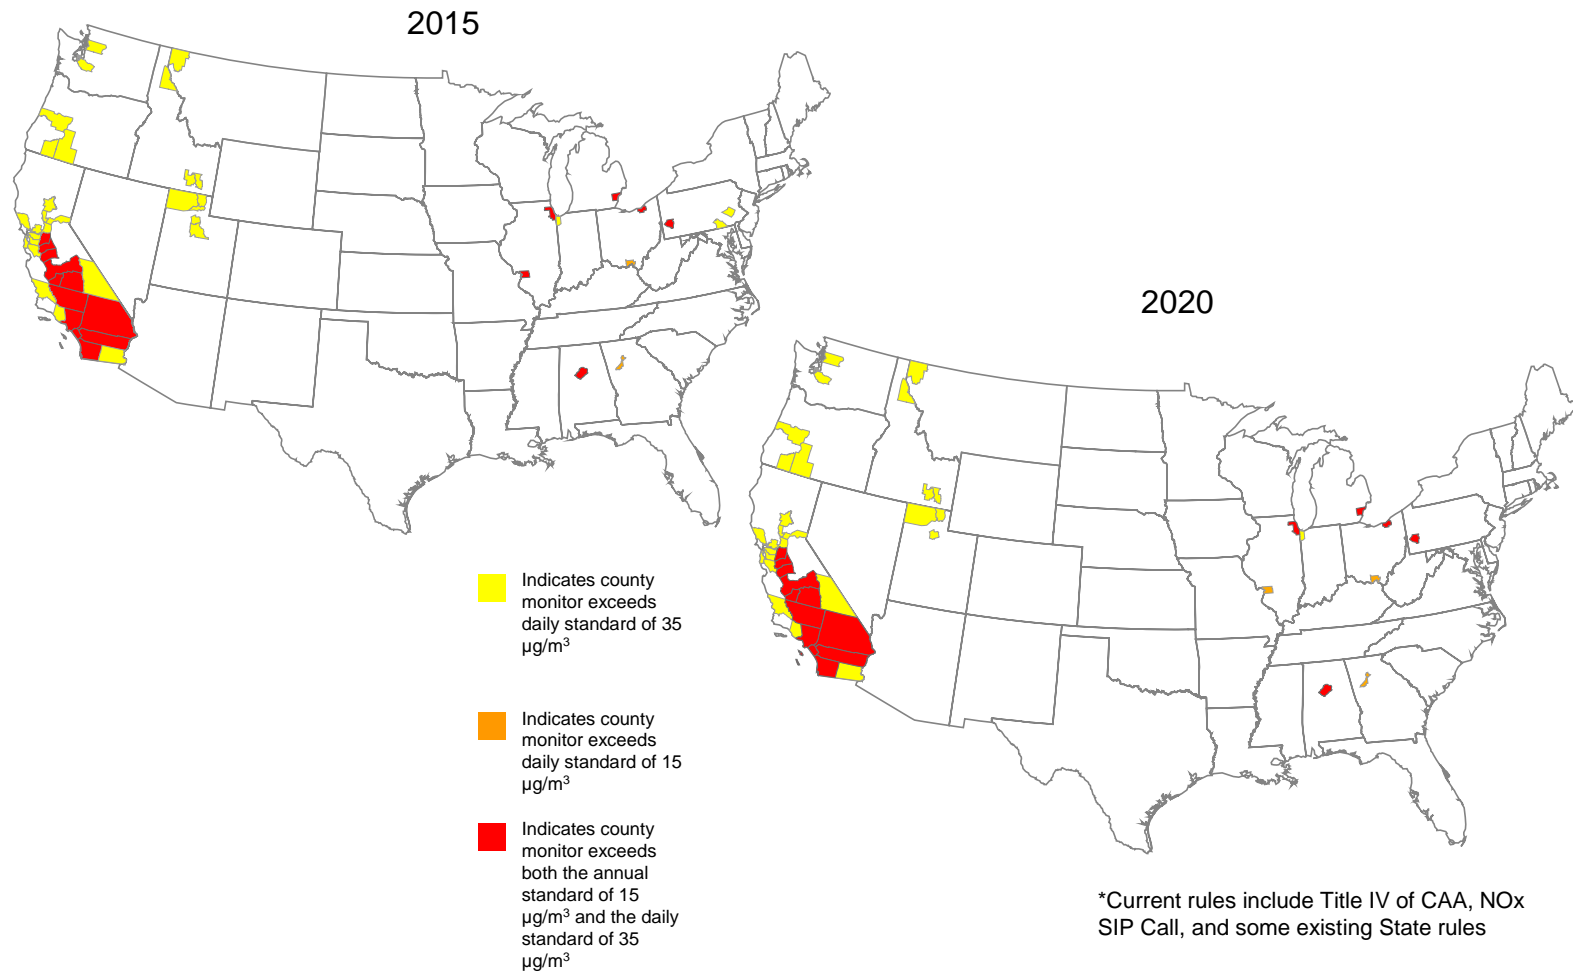 2015
2020
Indicates county
monitor exceeds
daily standard of 35
µg/m³
Indicates county
monitor exceeds
daily standard of 15
µg/m³
Indicates county
monitor exceeds
both the annual
standard of 15
µg/m³ and the daily
standard of 35
µg/m³
*Current rules include Title IV of CAA, NOx
SIP Call, and some existing State rules